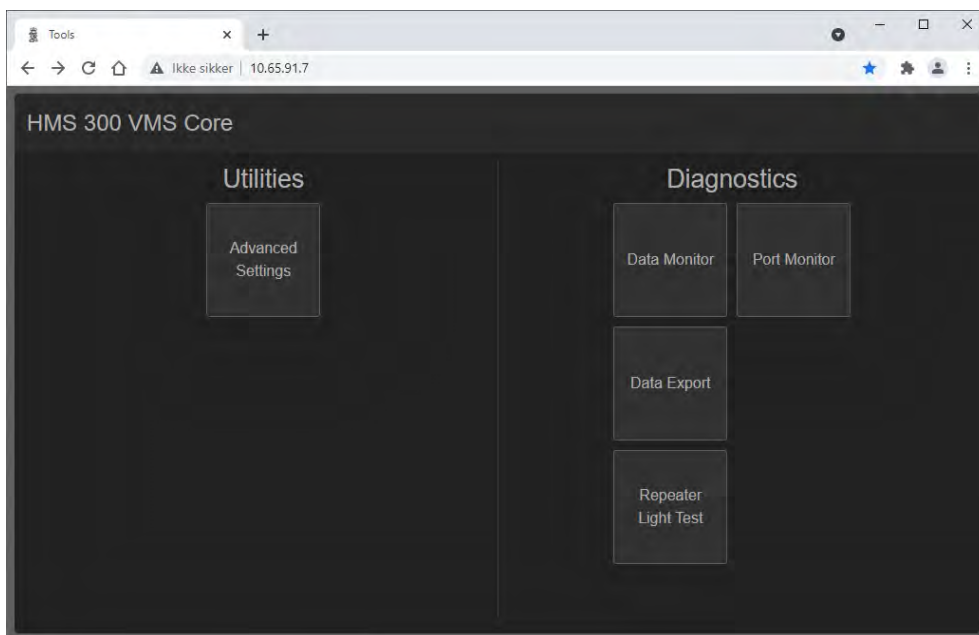 Tools
Ikke sikker
10.65.91.7
HMS 300 VMS Core
Utilities
Advanced
Settings
Diagnostics
Data Monitor
Port Monitor
Data Export
Repeater
Light Test